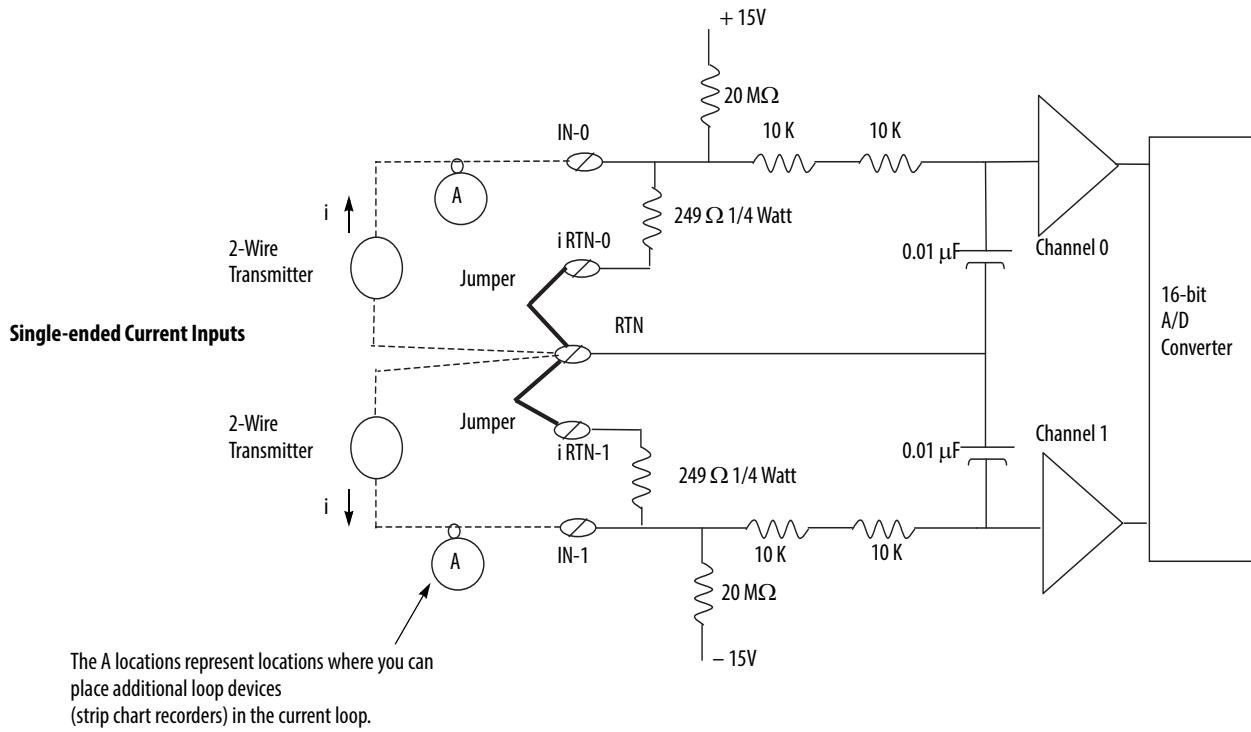 + 15V
20 MΩ
10 K
10 K
IN-0
A
i
249 Ω 1/4 Watt
i RTN-0
2-Wire
Transmitter
Jumper
0.01 μF
Channel 0
16-bit
A/D
Converter
Single-ended Current Inputs
RTN
2-Wire
Transmitter
Jumper
i RTN-1
0.01 μF
Channel 1
249 Ω 1/4 Watt
i
IN-1
10 K
10 K
A
20 MΩ
– 15V
The A locations represent locations where you can
place additional loop devices
(strip chart recorders) in the current loop.